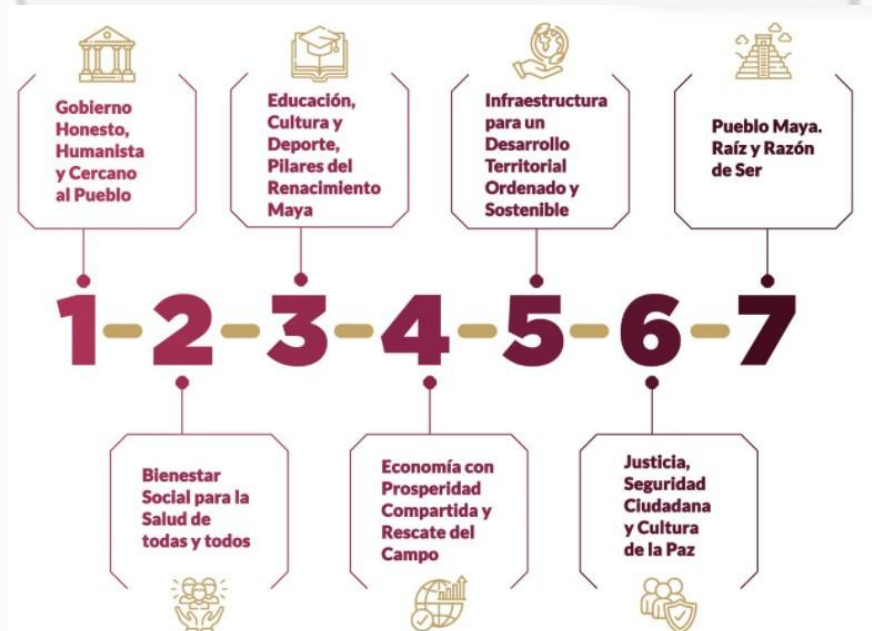 Gobierno
Honesto,
Humanista
y Cercano
al Pueblo
Educación,
Cultura y
Deporte,
Pilares del
Renacimiento
Maya
Infraestructura
para un
Desarrollo
Territorial
Ordenado y
Sostenible
Pueblo Maya.
Raíz y Razón
de Ser
1-2-3-4-5-6-7
Bienestar
Social para la
Salud de
todas y todos
Economía con
Prosperidad
Compartida y
Rescate del
Campo
Justicia,
Seguridad
Ciudadana
y Cultura
de la Paz